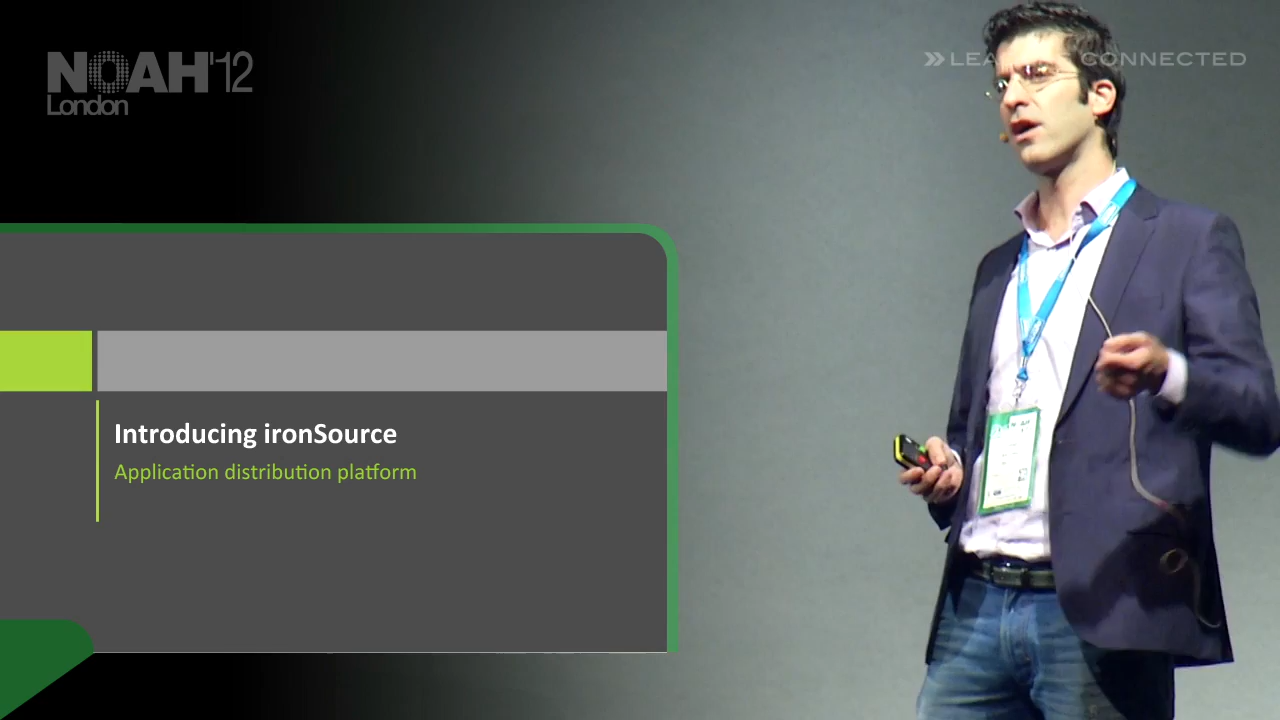 NOAH'12
London
CONNECTED
Introducing ironSource
Application distribution platform